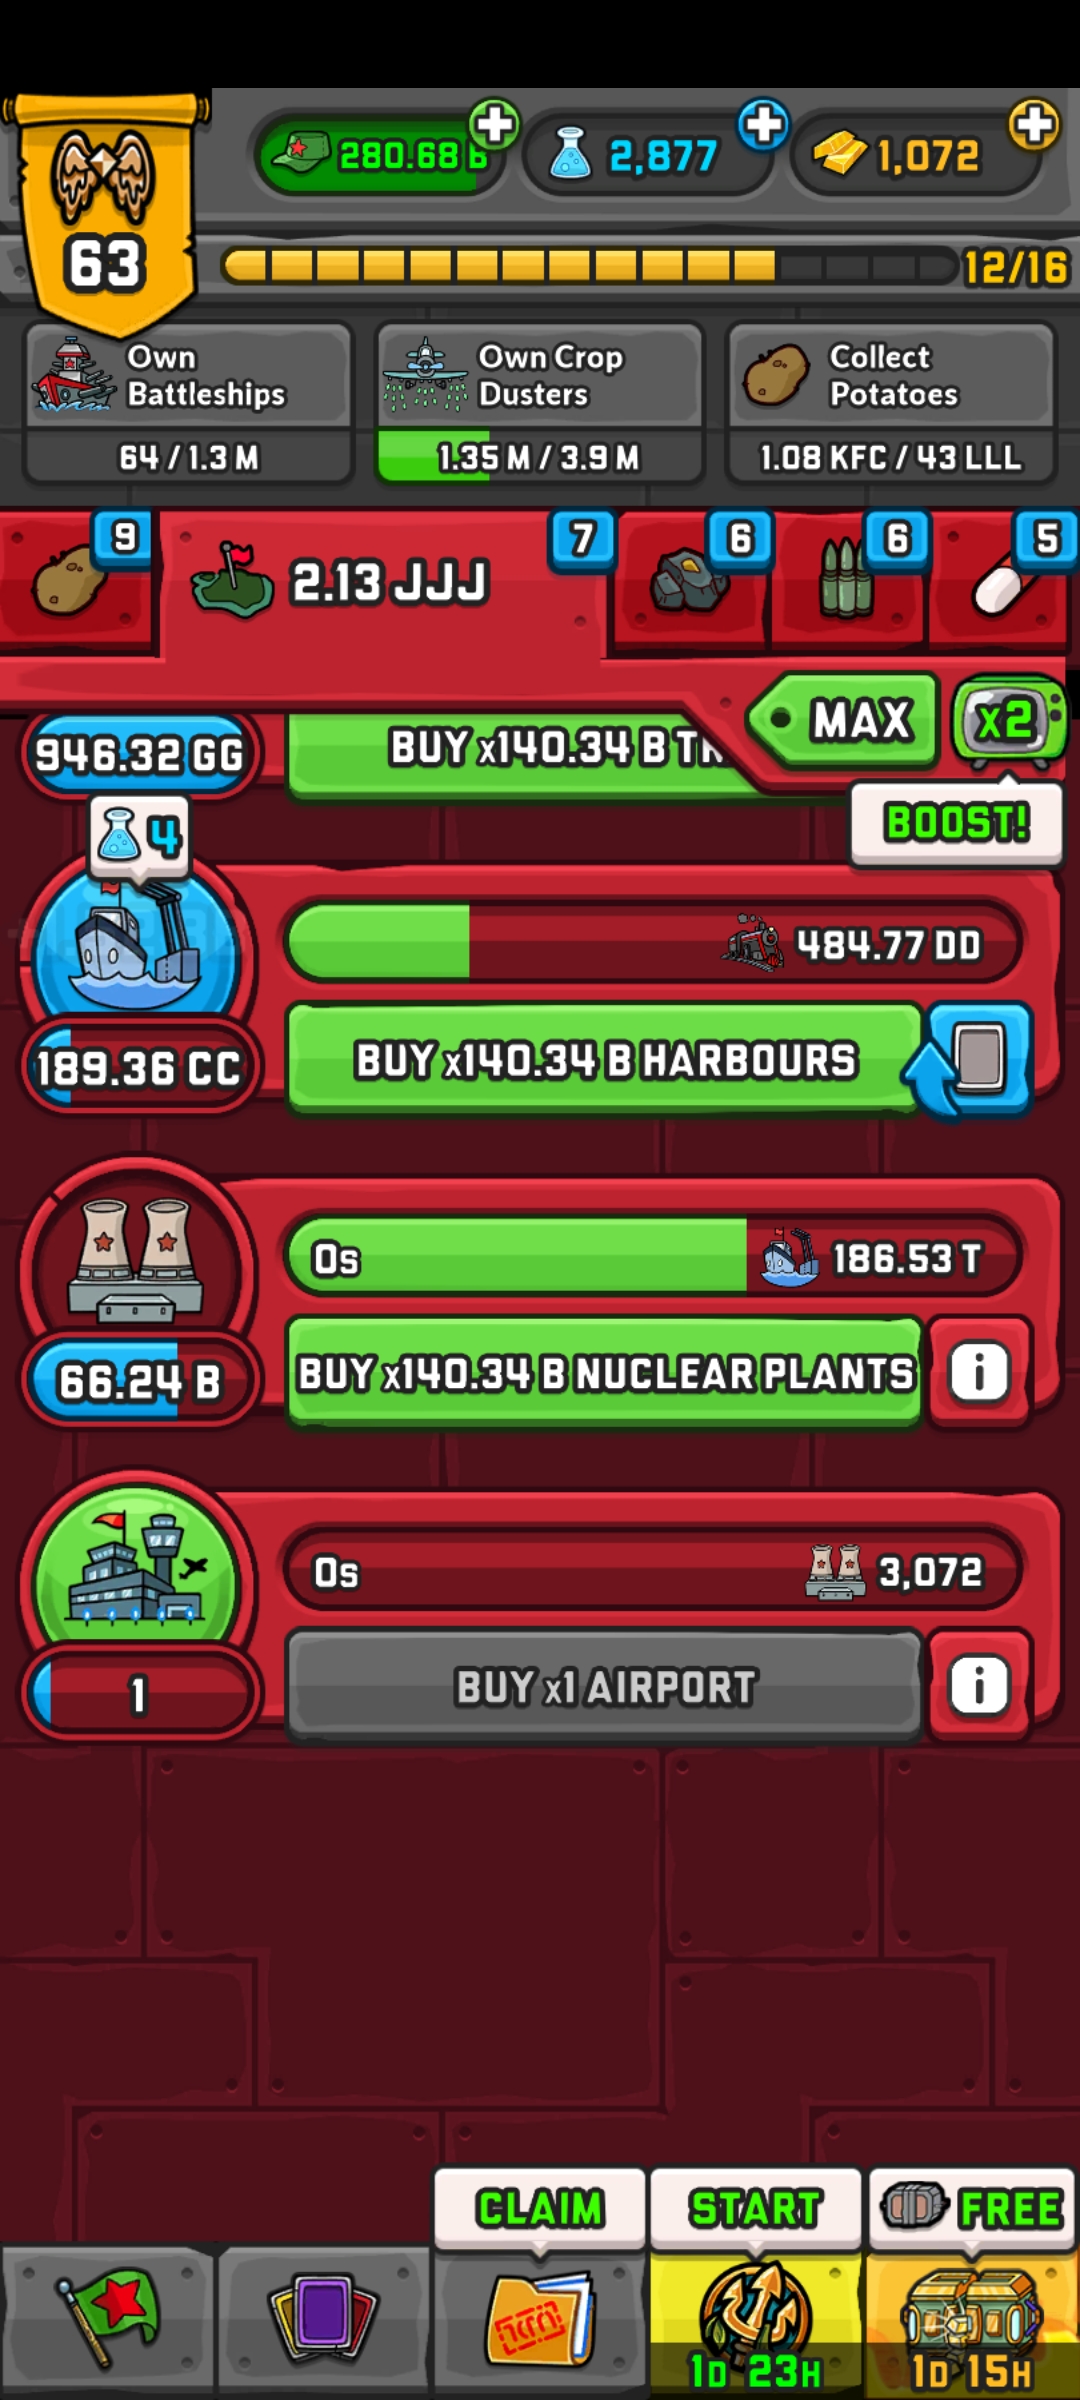 280.68 B
2,877
1,072
63
12/16
Own
Battleships
64 / 1.3 M
Own Crop
Dusters
1.35 M / 3.9 M
Collect
Potatoes
1.08 KFC / 43 LLL
9
2.13 JJJ
7
6
6
5
MAX
x2
BOOST!
946.32 GG
BUY x140.34 B
4
484.77 DD
189.36 CC
BUY x140.34 B HARBOURS
0s
186.53 T
66.24 B
BUY x140.34 B NUCLEAR PLANTS
i
0s
3,072
1
BUY x1 AIRPORT
i
CLAIM
START
FREE
1D 23H
1D 15H